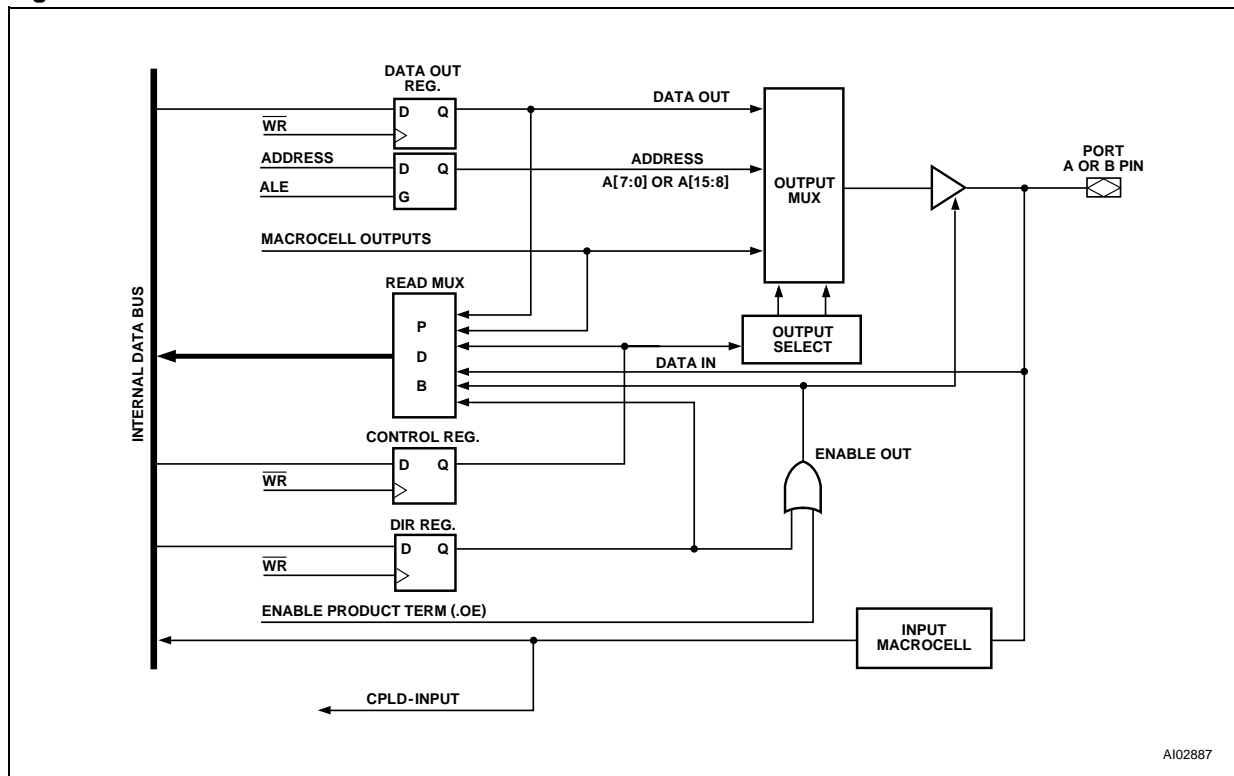 DATA OUT
REG.
D Q
WR
DATA OUT
ADDRESS
ALE
D Q
G
ADDRESS
A[7:0] OR A[15:8]
OUTPUT
MUX
PORT
A OR B PIN
MACROCELL OUTPUTS
READ MUX
P
D
B
OUTPUT
SELECT
DATA IN
INTERNAL DATA BUS
CONTROL REG.
D Q
WR
ENABLE OUT
DIR REG.
D Q
WR
ENABLE PRODUCT TERM (.OE)
INPUT
MACROCELL
CPLD-INPUT
AI02887